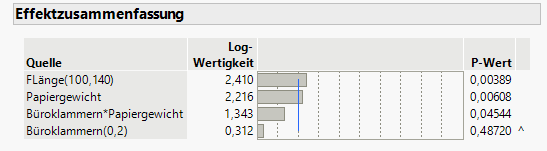 Effektzusammenfassung
Log-
Quelle Wertigkeit P-Wert
FLänge(100,140) 2,410 0,00389
Papiergewicht 2,216 0,00608
Büroklammern*Papiergewicht 1,343 0,04544
Büroklammern(0,2) 0,312 0,48720 ^